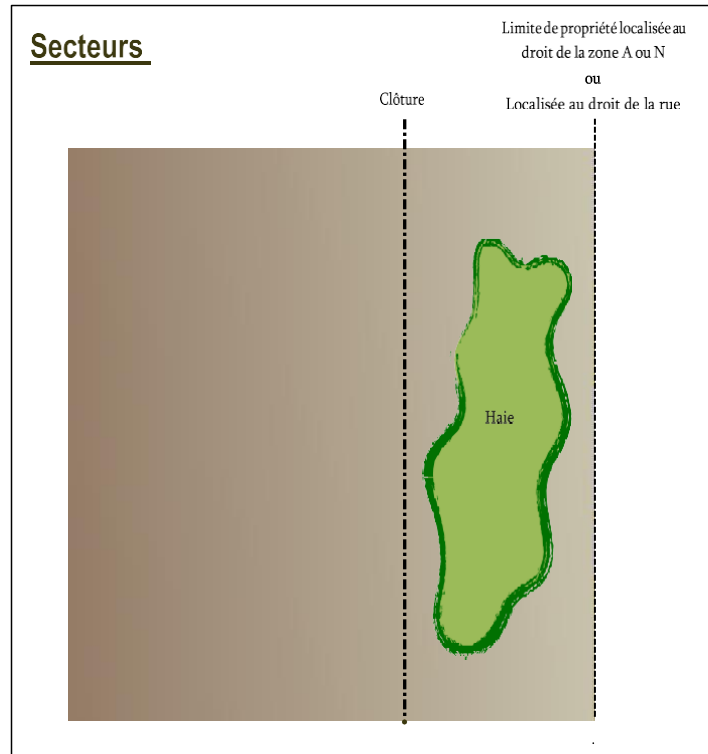 Secteurs
Limite de propriété localisée au
droit de la zone A ou N
ou
Localisée au droit de la rue
Clôture
Haie